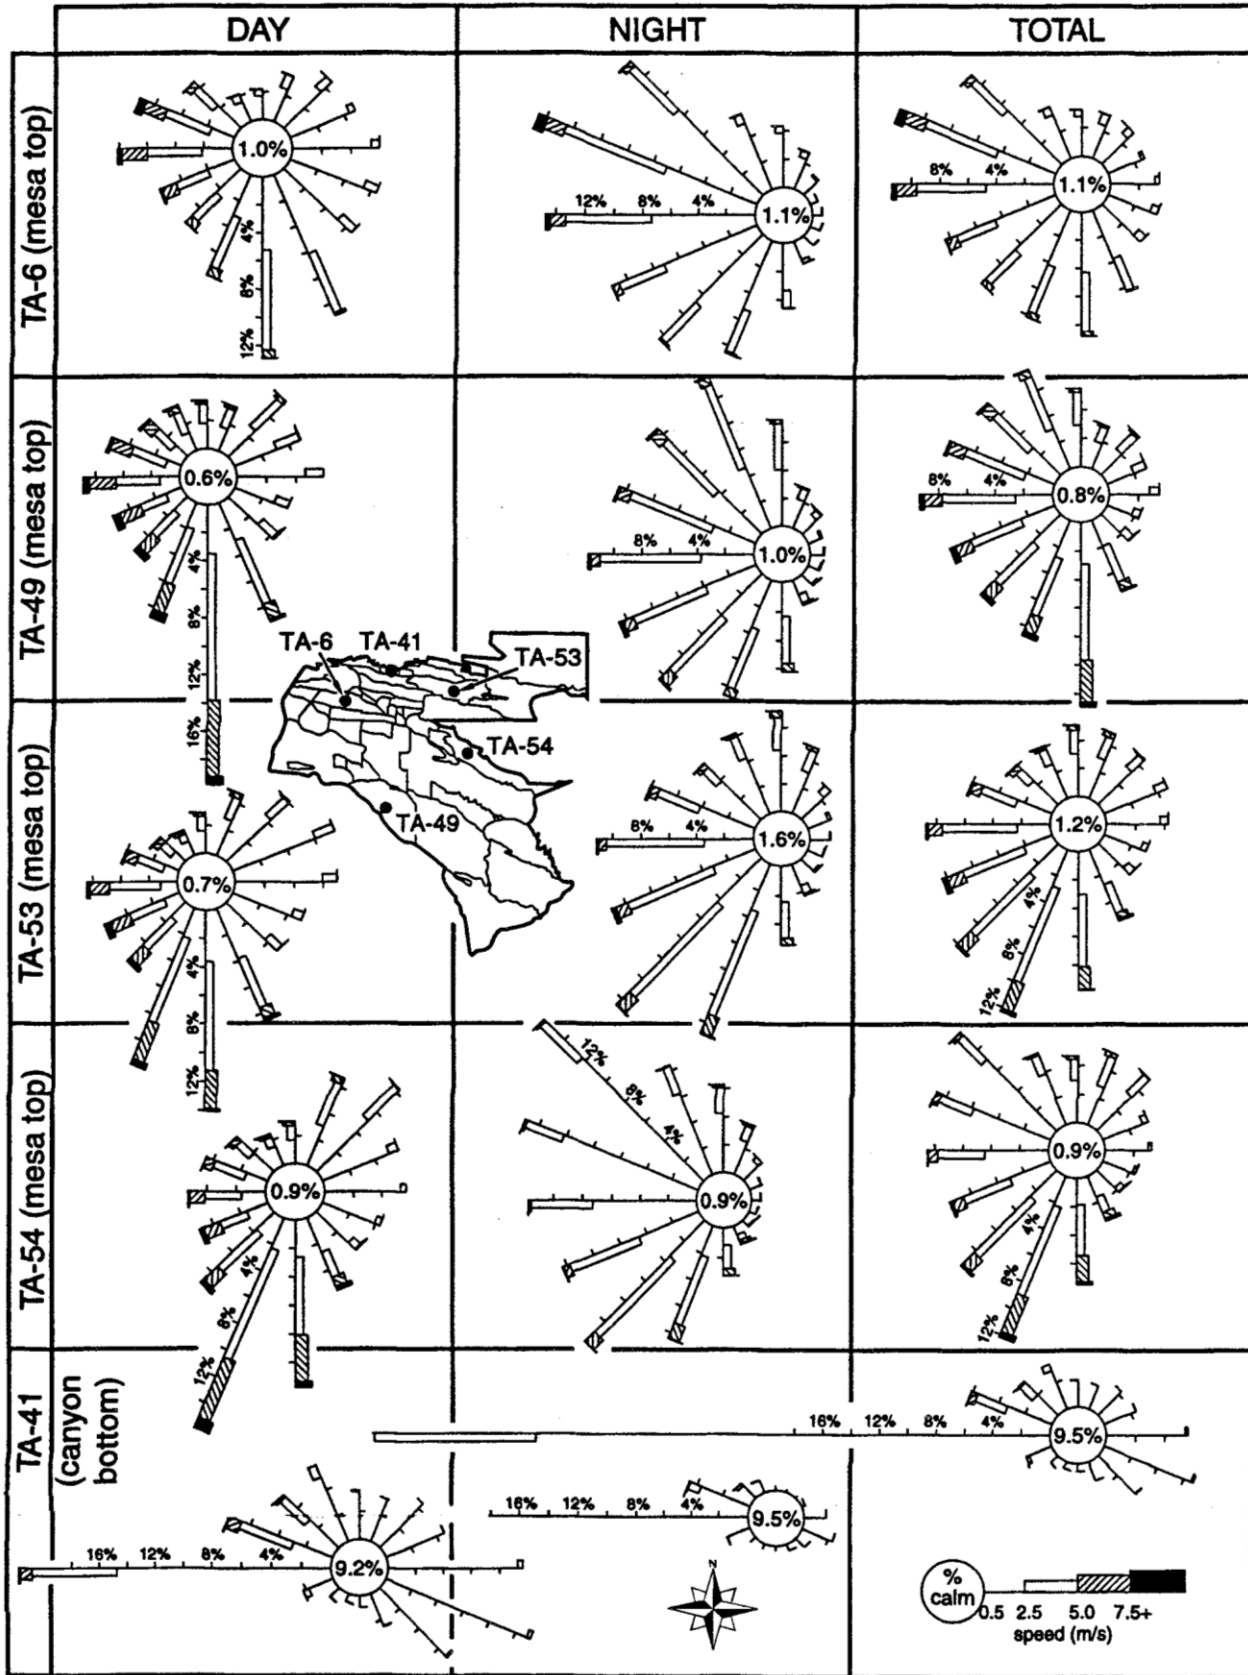 DAY NIGHT TOTAL
TA-6 (mesa top)
1.0%
4%
8%
12%
12% 8% 4%
1.1%
8% 4%
1.1%
TA-49 (mesa top)
0.6%
4%
8%
12%
16%
8% 4%
1.0%
8% 4%
0.8%
TA-6 TA-41
TA-53
TA-54
TA-49
TA-53 (mesa top)
0.7%
4%
8%
12%
8% 4%
1.6%
1.2%
4%
8%
12%
TA-54 (mesa top)
0.9%
4%
8%
12%
12%
8%
4%
0.9%
0.9%
4%
8%
12%
TA-41
(canyon
bottom)
16% 12% 8% 4%
9.5%
16% 12% 8% 4%
9.5%
16% 12% 8% 4%
9.2%
N
%
calm
0.5 2.5 5.0 7.5+
speed (m/s)